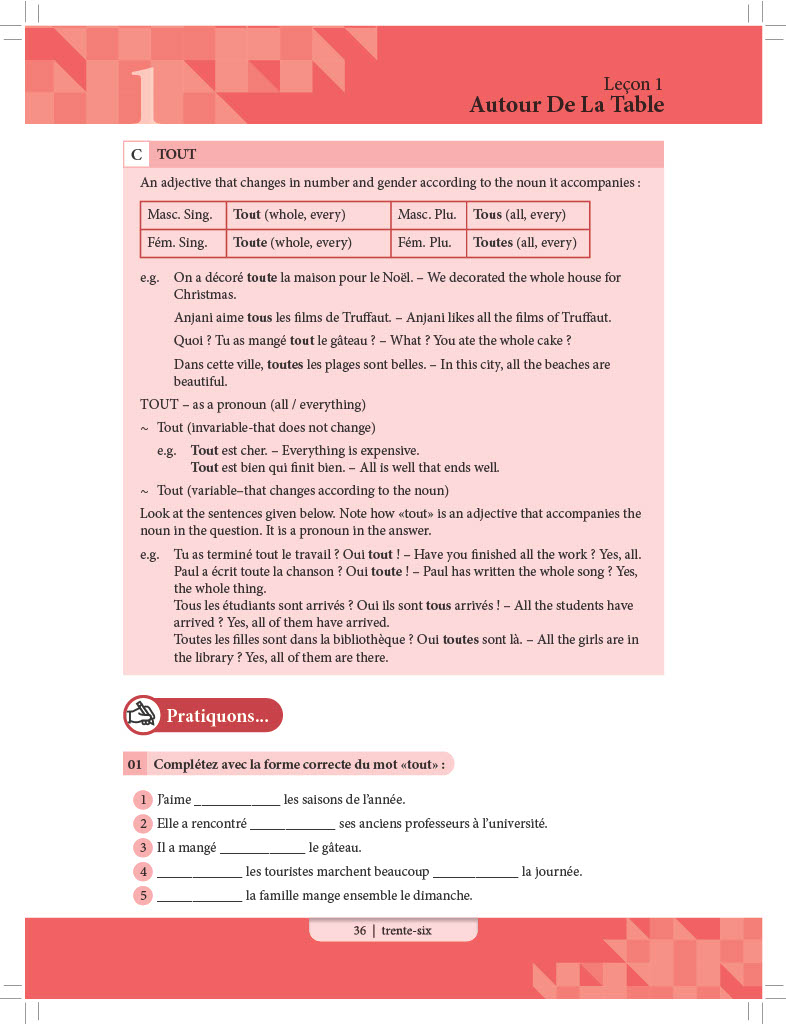 1
Leçon 1
Autour De La Table
C TOUT
An adjective that changes in number and gender according to the noun it accompanies :
Masc. Sing. Tout (whole, every) Masc. Plu. Tous (all, every)
Fém. Sing. Toute (whole, every) Fém. Plu. Toutes (all, every)
e.g. On a décoré toute la maison pour le Noël. – We decorated the whole house for
Christmas.
Anjani aime tous les films de Truffaut. – Anjani likes all the films of Truffaut.
Quoi ? Tu as mangé tout le gâteau ? – What ? You ate the whole cake ?
Dans cette ville, toutes les plages sont belles. – In this city, all the beaches are
beautiful.
TOUT – as a pronoun (all / everything)
~ Tout (invariable-that does not change)
e.g. Tout est cher. – Everything is expensive.
Tout est bien qui finit bien. – All is well that ends well.
~ Tout (variable–that changes according to the noun)
Look at the sentences given below. Note how «tout» is an adjective that accompanies the
noun in the question. It is a pronoun in the answer.
e.g. Tu as terminé tout le travail ? Oui tout ! – Have you finished all the work ? Yes, all.
Paul a écrit toute la chanson ? Oui toute ! – Paul has written the whole song ? Yes,
the whole thing.
Tous les étudiants sont arrivés ? Oui ils sont tous arrivés ! – All the students have
arrived ? Yes, all of them have arrived.
Toutes les filles sont dans la bibliothèque ? Oui toutes sont là. – All the girls are in
the library ? Yes, all of them are there.
Pratiquons...
01 Complétez avec la forme correcte du mot «tout» :
1 J'aime ____________ les saisons de l'année.
2 Elle a rencontré ____________ ses anciens professeurs à l'université.
3 Il a mangé ____________ le gâteau.
4 ____________ les touristes marchent beaucoup ____________ la journée.
5 ____________ la famille mange ensemble le dimanche.
36 | trente-six